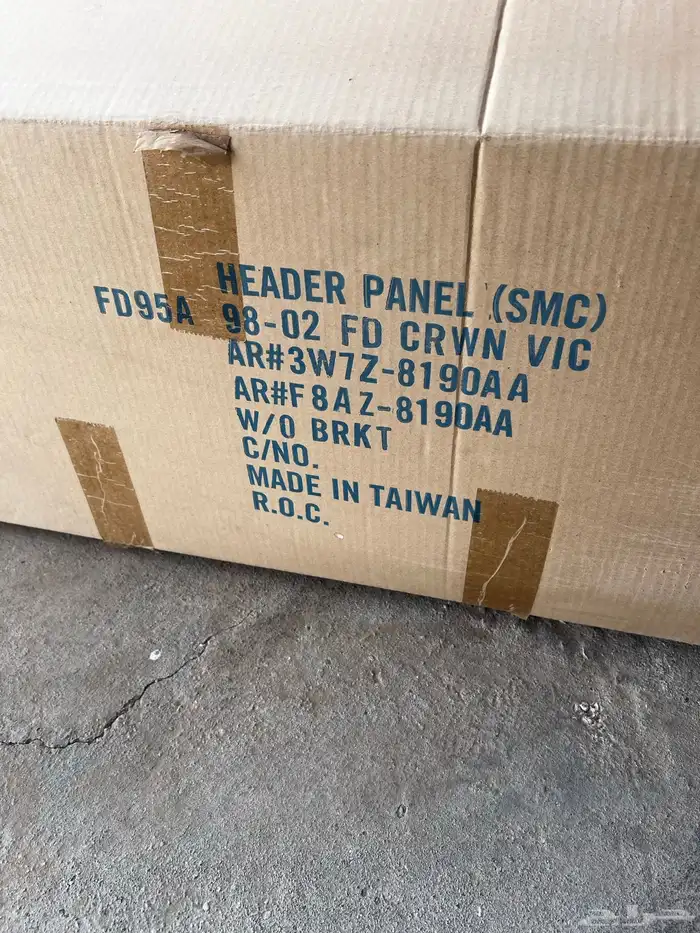 HEADER PANEL (SMC)
FD95A 98-02 FD CRWN VIC
AR#3W7Z-8190AA
AR#F8AZ-8190AA
W/O BRKT
C/NO.
MADE IN TAIWAN
R.O.C.
حراج